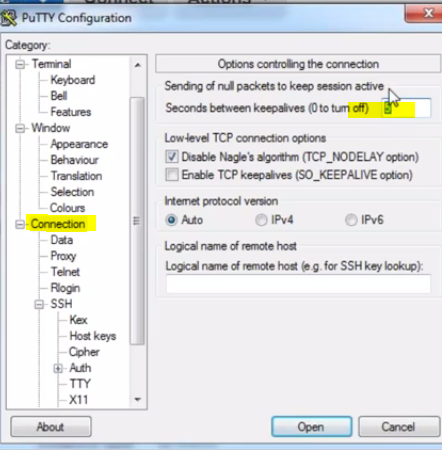 PuTTY Configuration
Category:
Terminal
Keyboard
Bell
Features
Window
Appearance
Behaviour
Translation
Selection
Colours
Connection
Data
Proxy
Telnet
Rlogin
SSH
Kex
Host keys
Cipher
Auth
TTY
X11
Options controlling the connection
Sending of null packets to keep session active
Seconds between keepalives (0 to turn off)
Low-level TCP connection options
Disable Nagle's algorithm (TCP_NODELAY option)
Enable TCP keepalives (SO_KEEPALIVE option)
Internet protocol version
Auto IPv4 IPv6
Logical name of remote host
Logical name of remote host (e.g. for SSH key lookup):
About Open Cancel